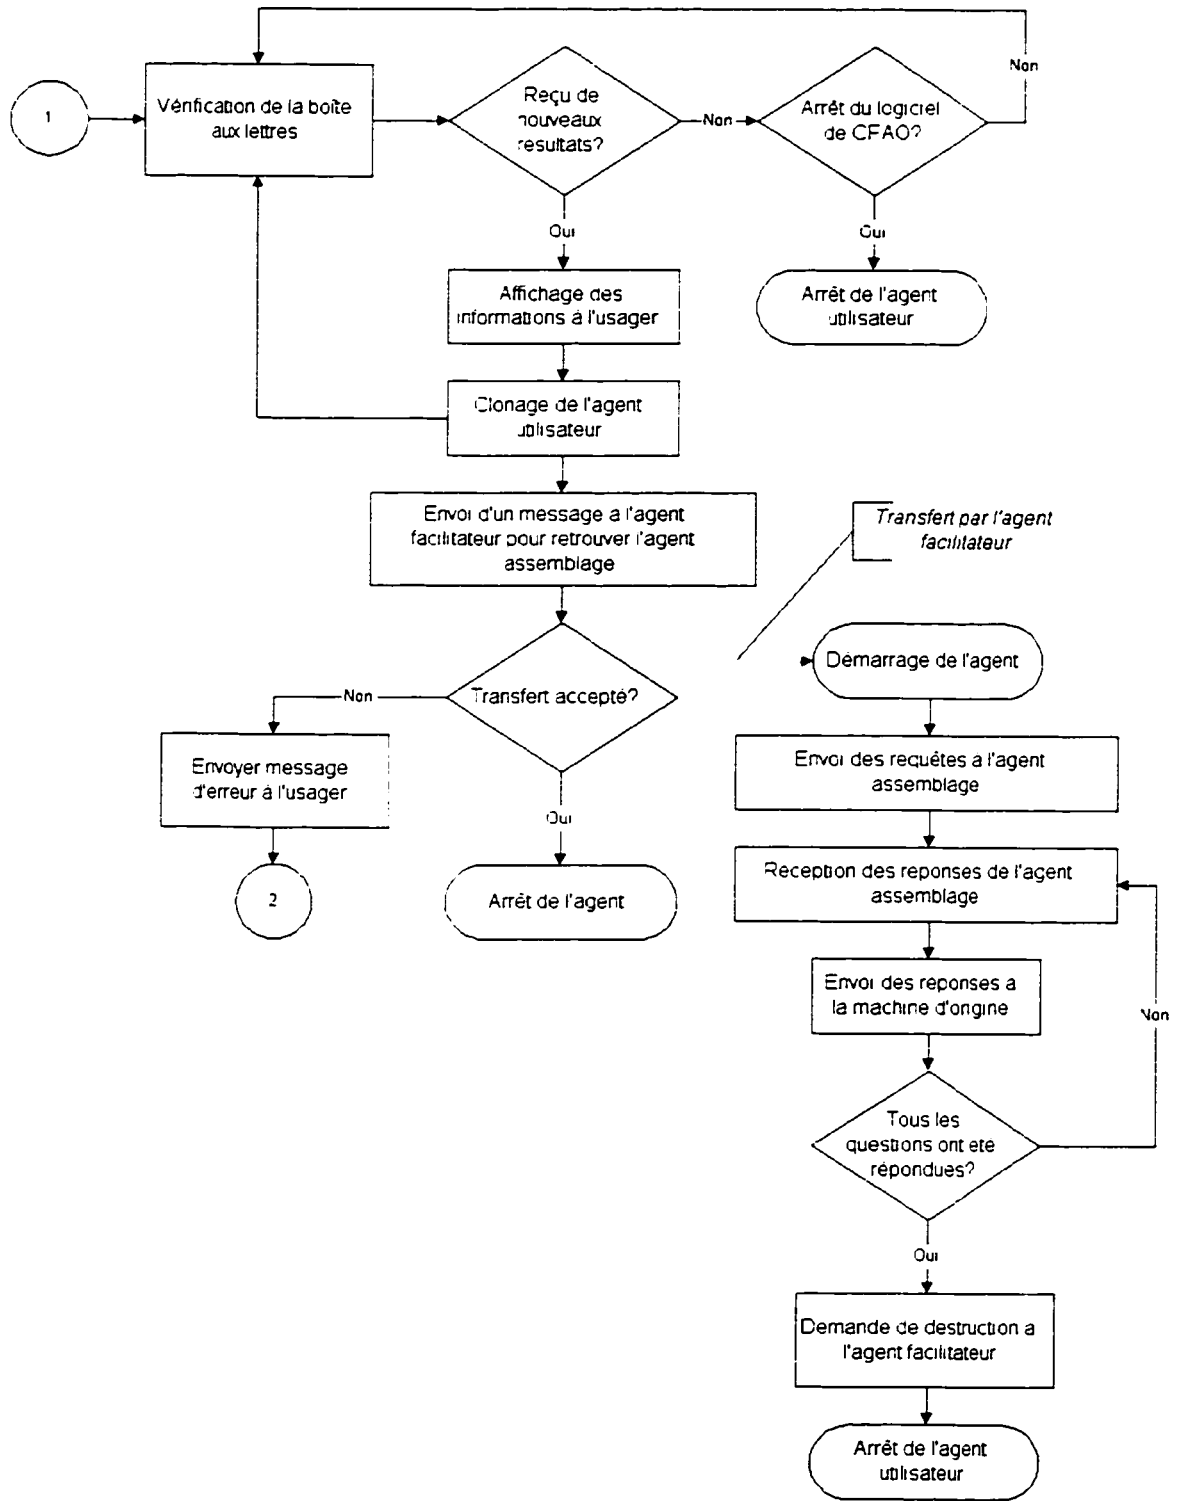 Non
1
Vérification de la boîte
aux lettres
Reçu de
nouveaux
resultats?
Non
Arrêt du logiciel
de CFAO?
Oui
Oui
Affichage des
informations à l'usager
Arrêt de l'agent
utilisateur
Clonage de l'agent
utilisateur
Envoi d'un message a l'agent
facilitateur pour retrouver l'agent
assemblage
Transfert par l'agent
facilitateur
Démarrage de l'agent
Non
Transfert accepté?
Envoyer message
d'erreur à l'usager
Envoi des requêtes a l'agent
assemblage
Oui
2
Arrêt de l'agent
Reception des reponses de l'agent
assemblage
Envoi des reponses a
la machine d'origine
Non
Tous les
questions ont eté
répondues?
Oui
Demande de destruction a
l'agent facilitateur
Arrêt de l'agent
utilisateur